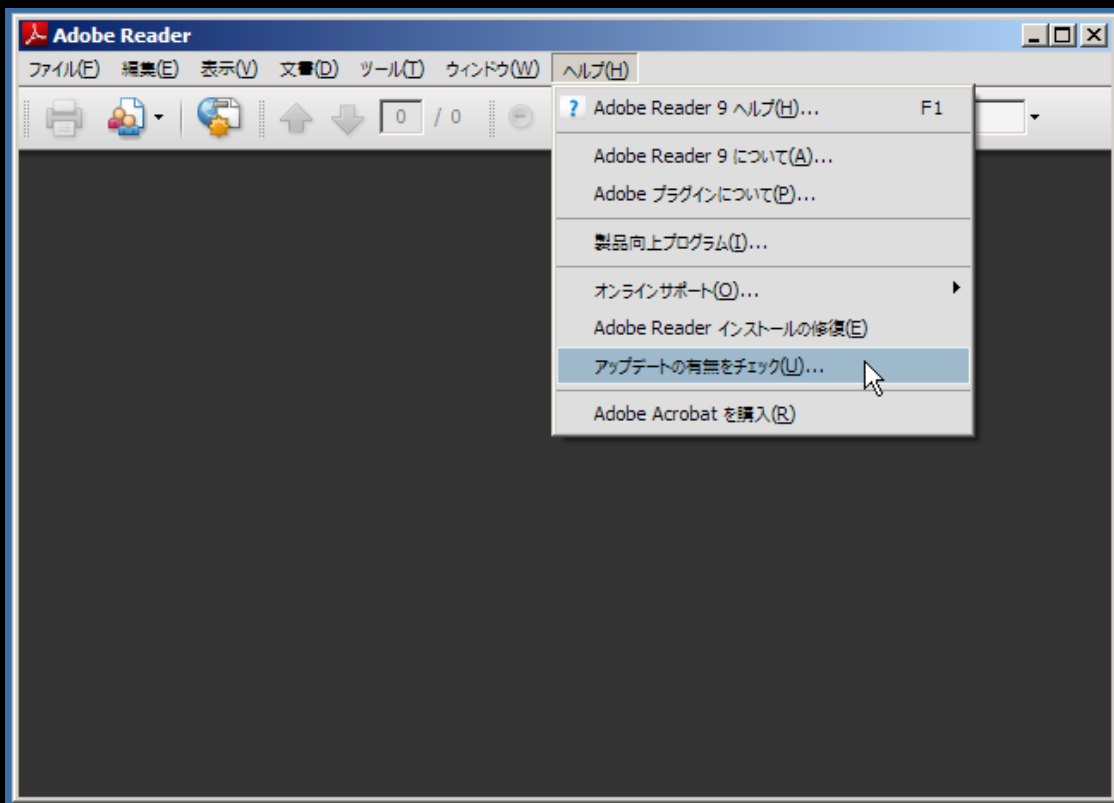 Adobe Reader
ファイル(F) 編集(E) 表示(V) 文書(D) ツール(T) ウィンドウ(W) ヘルプ(H)
0 / 0
? Adobe Reader 9 ヘルプ(H)... F1
Adobe Reader 9 について(A)...
Adobe プラグインについて(P)...
製品向上プログラム(I)...
オンラインサポート(O)...
Adobe Reader インストールの修復(E)
アップデートの有無をチェック(U)...
Adobe Acrobat を購入(R)